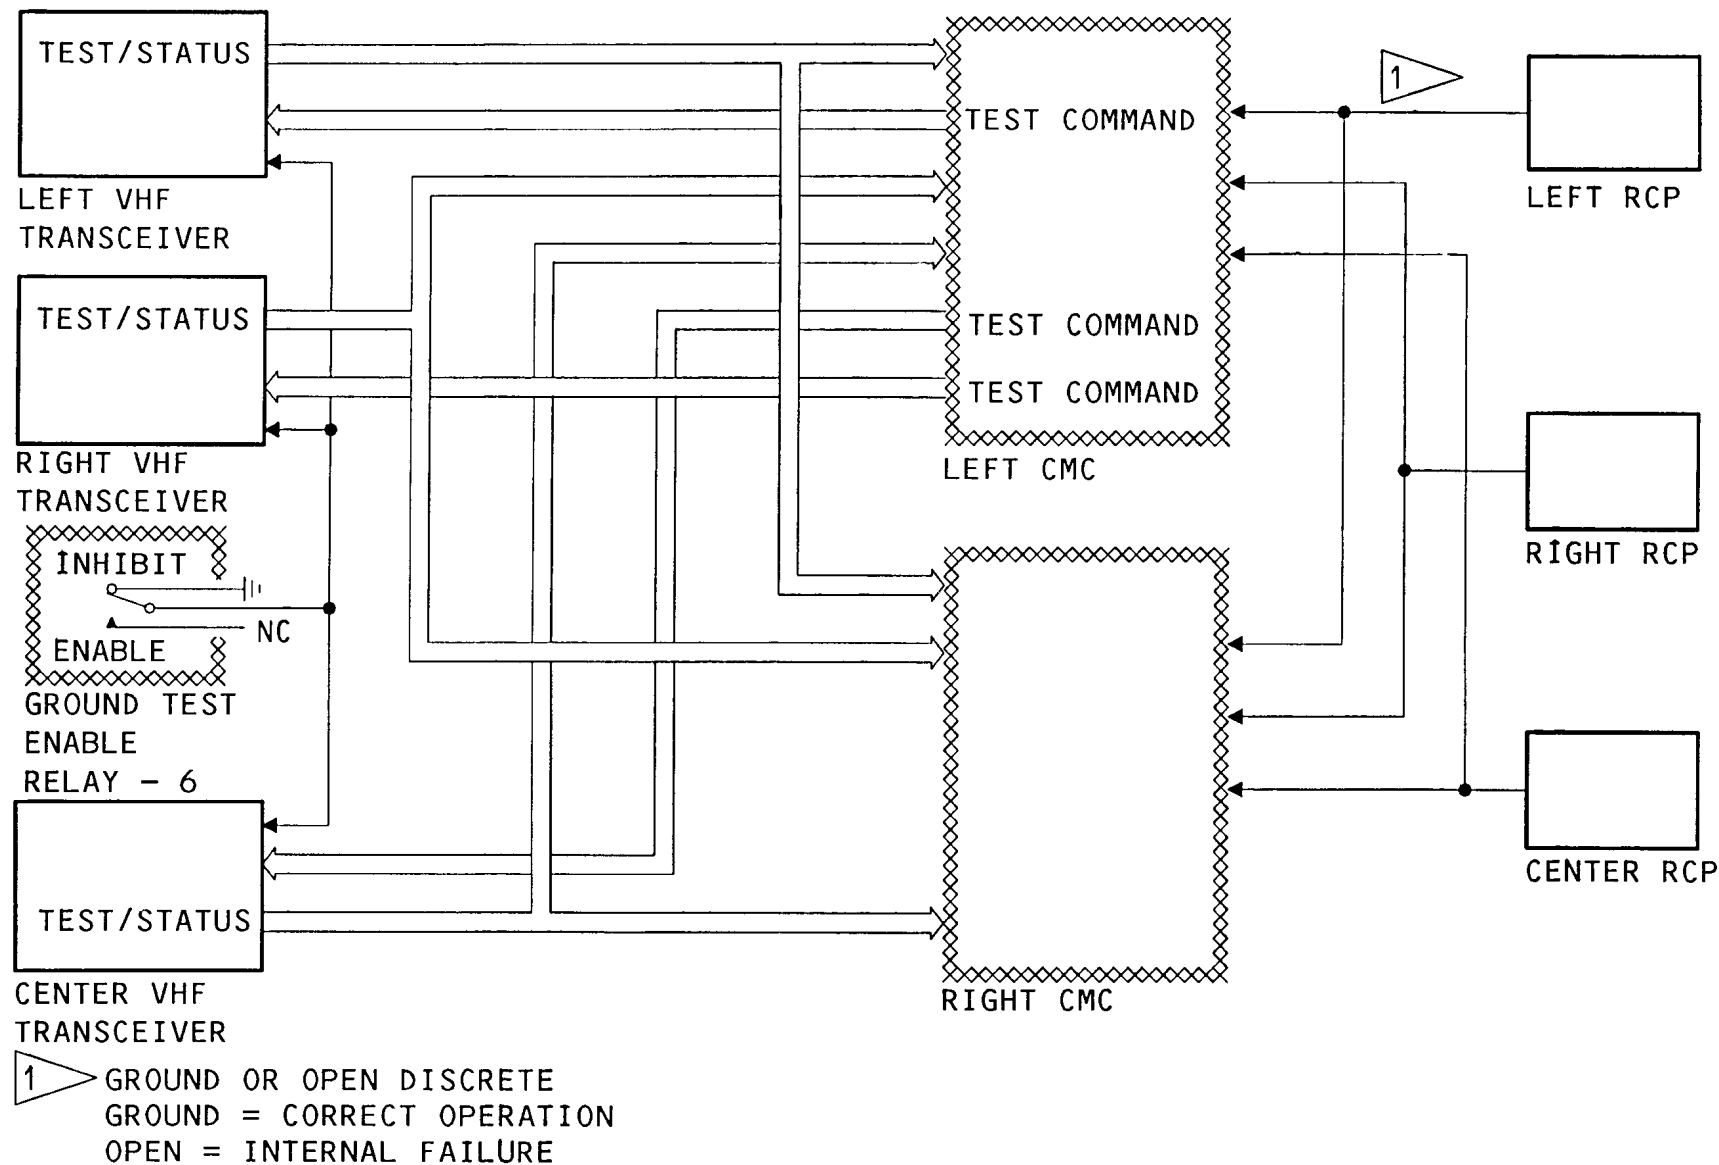 TEST/STATUS
LEFT VHF
TRANSCEIVER
TEST/STATUS
RIGHT VHF
TRANSCEIVER
INHIBIT
NC
ENABLE
GROUND TEST
ENABLE
RELAY - 6
TEST/STATUS
CENTER VHF
TRANSCEIVER
TEST COMMAND
TEST COMMAND
TEST COMMAND
LEFT CMC
RIGHT CMC
1
LEFT RCP
RIGHT RCP
CENTER RCP
1 GROUND OR OPEN DISCRETE
GROUND = CORRECT OPERATION
OPEN = INTERNAL FAILURE